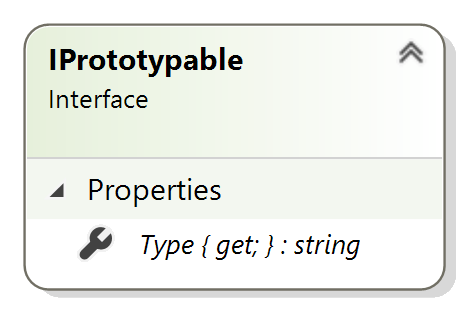 IPrototypable
Interface
Properties
Type { get; } : string